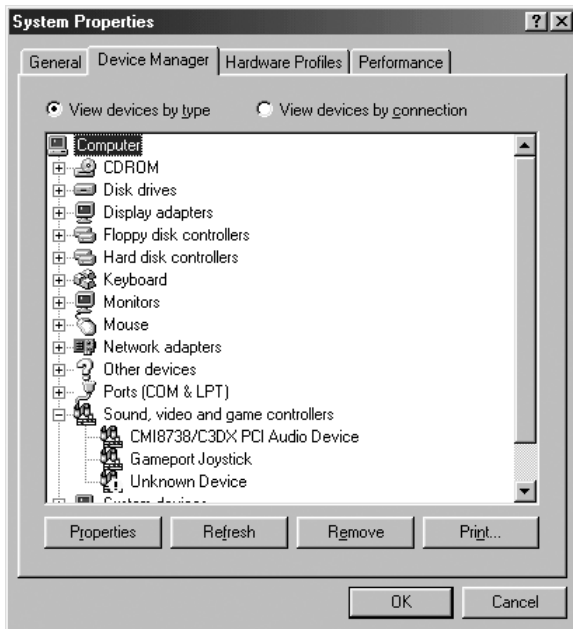 System Properties
General Device Manager Hardware Profiles Performance
View devices by type View devices by connection
Computer
CDROM
Disk drives
Display adapters
Floppy disk controllers
Hard disk controllers
Keyboard
Monitors
Mouse
Network adapters
Other devices
Ports (COM & LPT)
Sound, video and game controllers
CMI8738/C3DX PCI Audio Device
Gameport Joystick
Unknown Device
System devices
Properties Refresh Remove Print...
OK Cancel